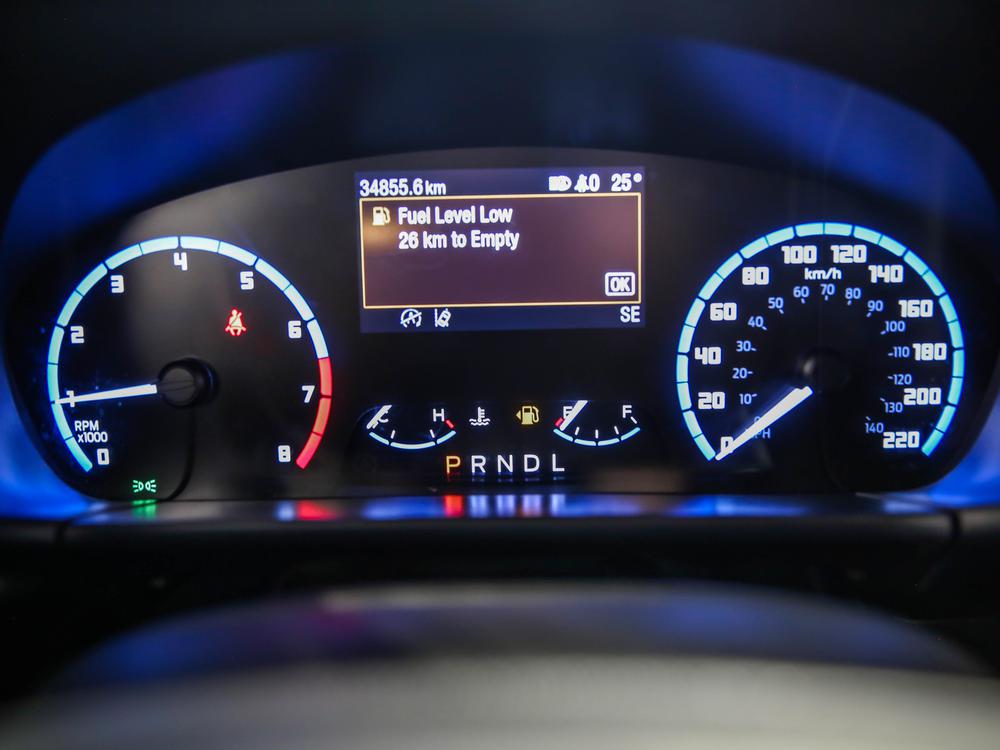 34855.6 km 0 25°
Fuel Level Low
26 km to Empty
OK
SE
0 1 2 3 4 5 6 7 8
RPM
x1000
C H
E F
P R N D L
0 20 40 60 80 100 120 140 160 180 200 220
km/h
10 20 30 40 50 60 70 80 90 100 110 120 130 140